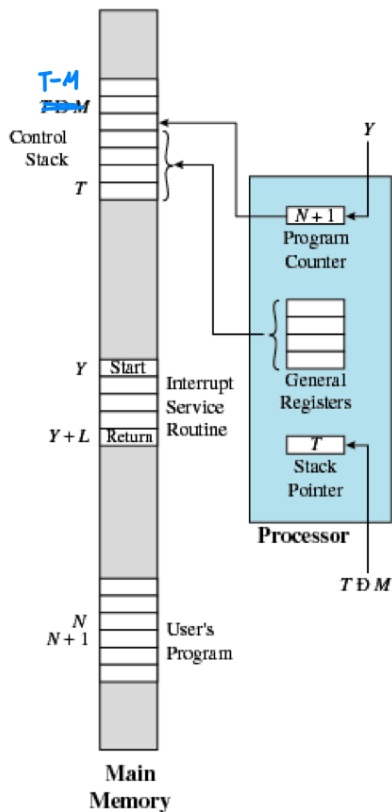 T-M
T Đ M
Control
Stack
T
Y
N + 1
Program
Counter
Y
Start
Interrupt
Service
Routine
Y + L
Return
General
Registers
T
Stack
Pointer
Processor
T Đ M
N
N + 1
User's
Program
Main
Memory